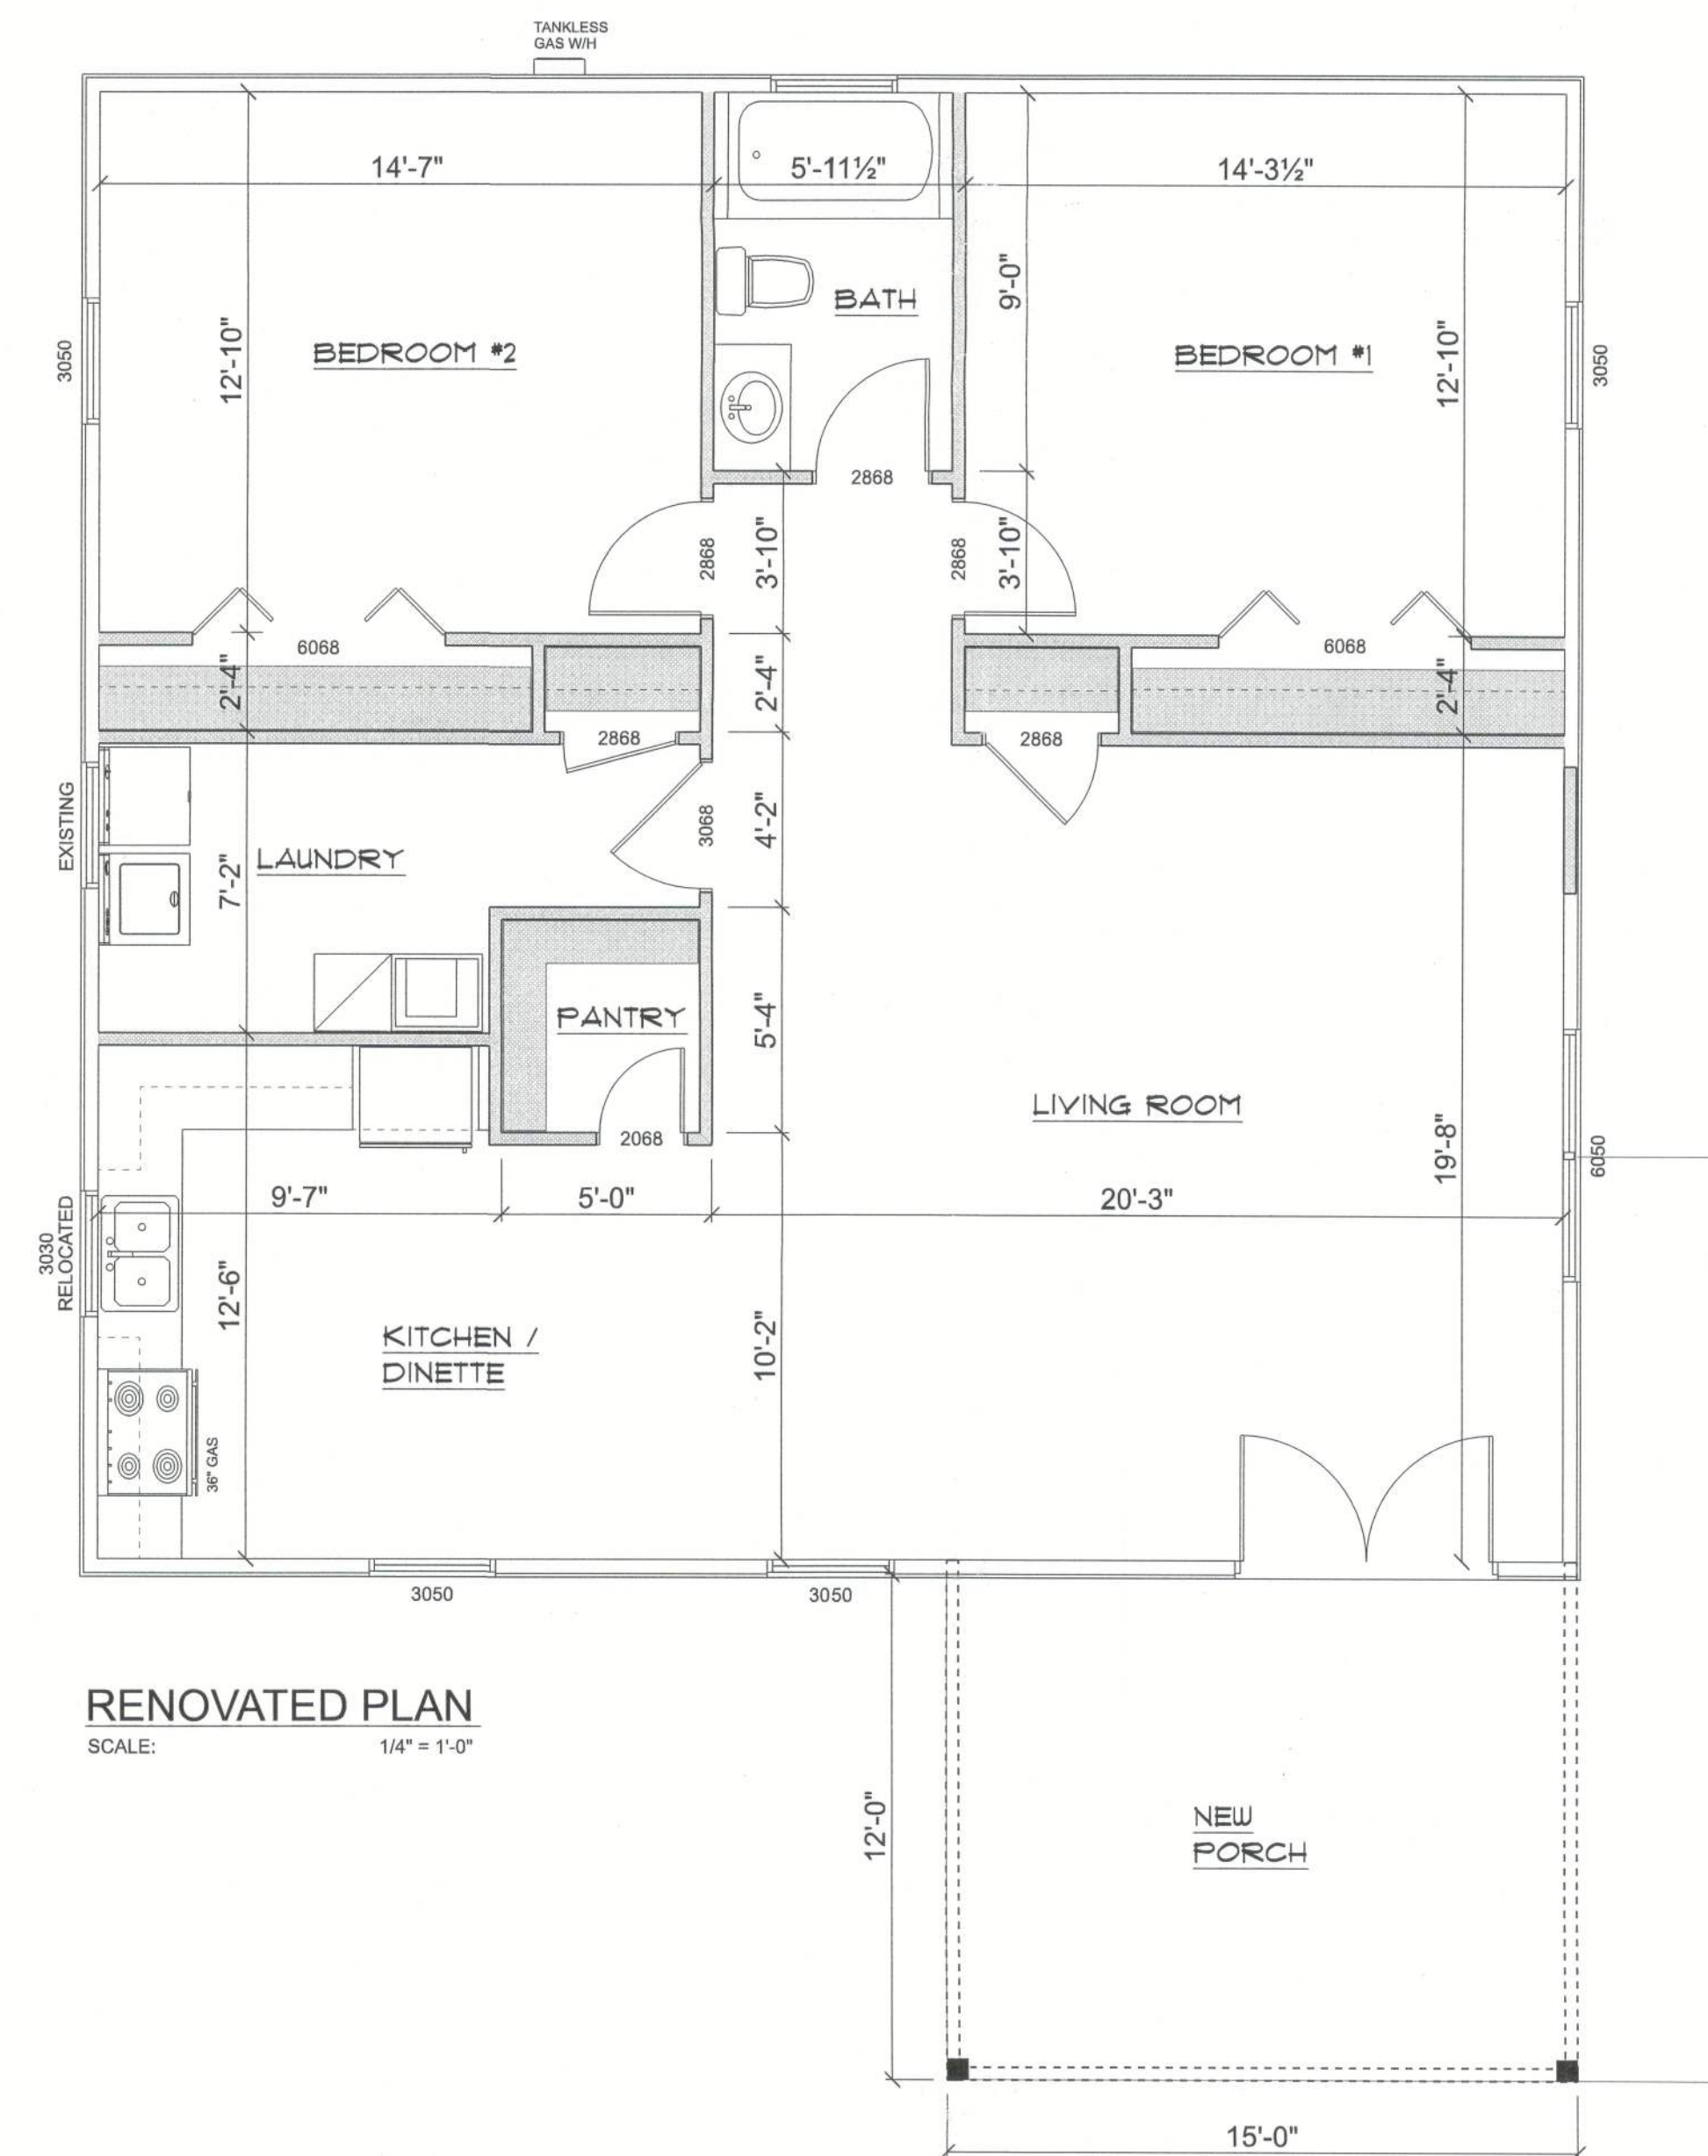 TANKLESS
GAS W/H
14'-7"
5'-11½"
14'-3½"
BATH
9'-0"
BEDROOM #2
BEDROOM #1
12'-10"
12'-10"
3050
3050
2868
2868
3'-10"
2868
3'-10"
6068
6068
2'-4"
2'-4"
2'-4"
2868
2868
EXISTING
LAUNDRY
7'-2"
3068
4'-2"
PANTRY
5'-4"
2068
LIVING ROOM
19'-8"
6050
9'-7"
5'-0"
20'-3"
3030
RELOCATED
12'-6"
KITCHEN /
DINETTE
10'-2"
36" GAS
3050
3050
RENOVATED PLAN
SCALE: 1/4" = 1'-0"
12'-0"
NEW
PORCH
15'-0"